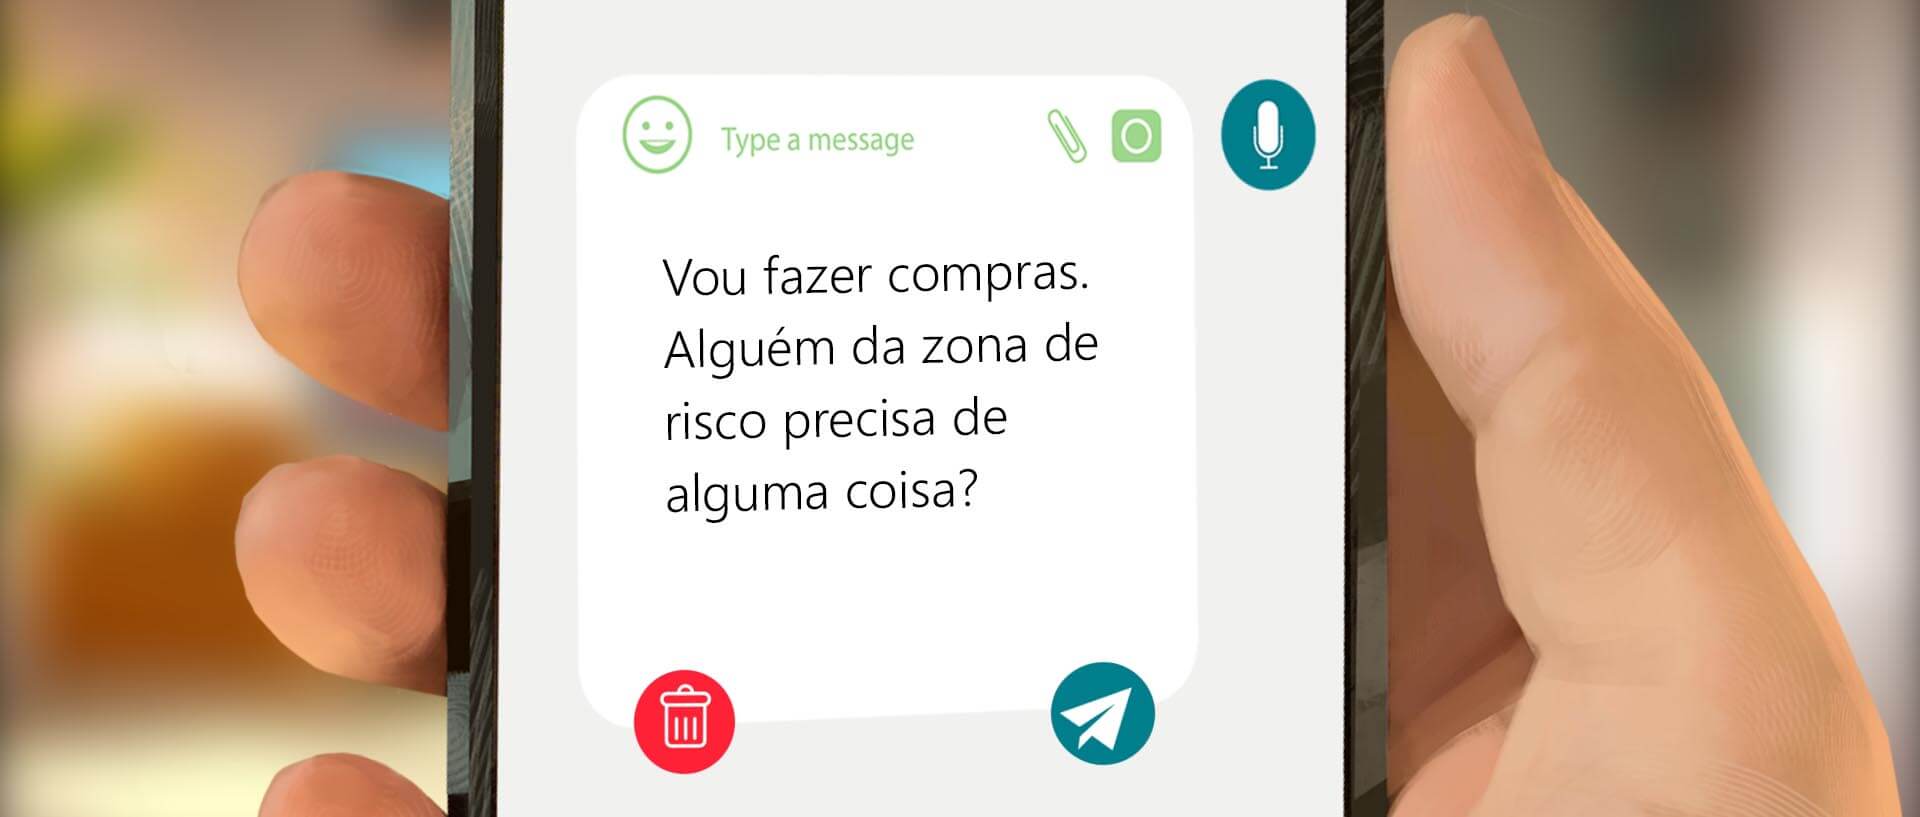 Type a message
Vou fazer compras.
Alguém da zona de
risco precisa de
alguma coisa?